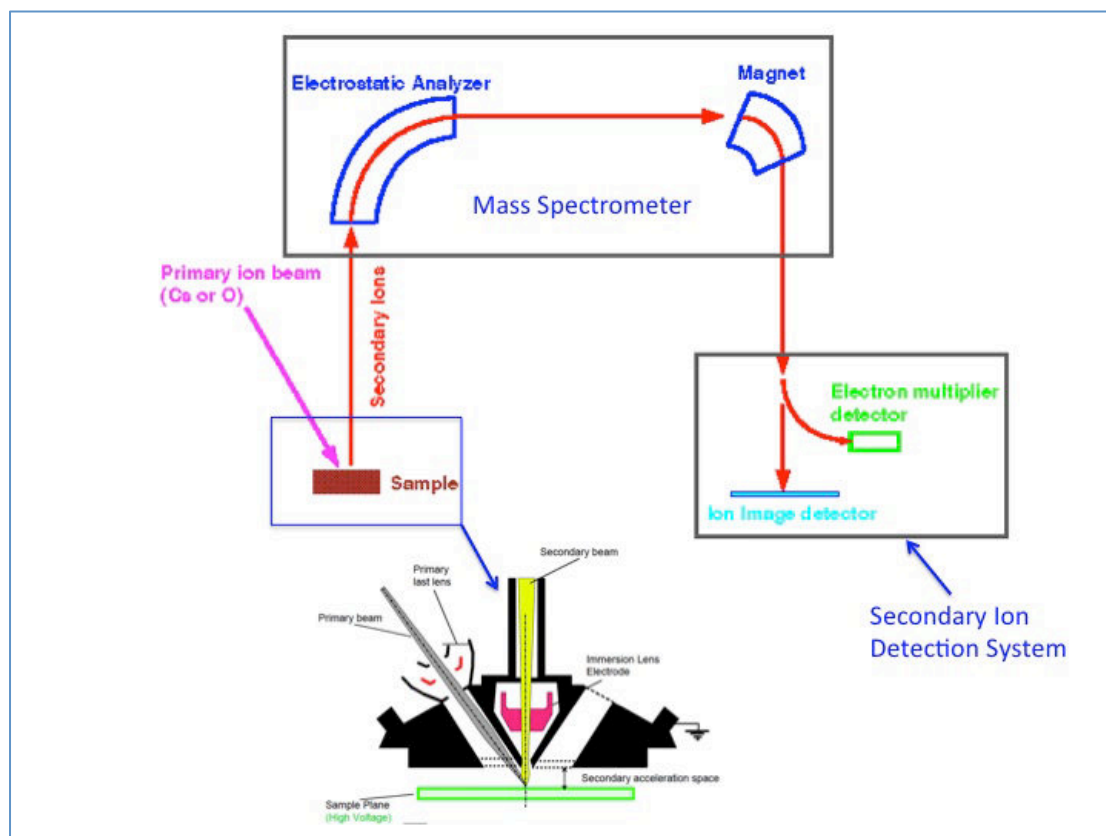 Electrostatic Analyzer
Magnet
Mass Spectrometer
Primary ion beam
(Cs or O)
Secondary Ions
Sample
Electron multiplier
detector
Ion Image detector
Secondary Ion
Detection System
Secondary beam
Primary
last lens
Primary beam
Immersion Lens
Electrode
Secondary acceleration space
Sample Plane
(High Voltage)